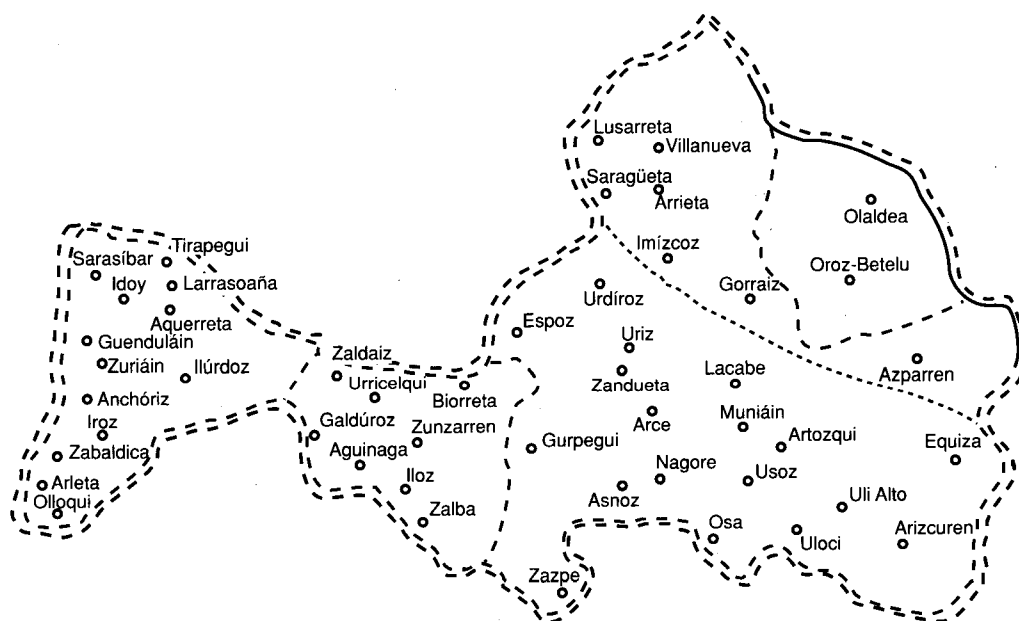 Lusarreta
Villanueva
Saragüeta
Arrieta
Olaldea
Imízcoz
Oroz-Betelu
Gorraiz
Tirapegui
Sarasíbar
Idoy
Larrasoaña
Aquerreta
Guenduláin
Zuriáin
Ilúrdoz
Anchóriz
Iroz
Zabaldica
Arleta
Olloqui
Zaldaiz
Urricelqui
Biorreta
Galdúroz
Zunzarren
Aguinaga
Iloz
Zalba
Urdíroz
Espoz
Uriz
Zandueta
Lacabe
Azparren
Arce
Muniáin
Artozqui
Equiza
Gurpegui
Nagore
Usoz
Asnoz
Uli Alto
Osa
Uloci
Arizcuren
Zazpe